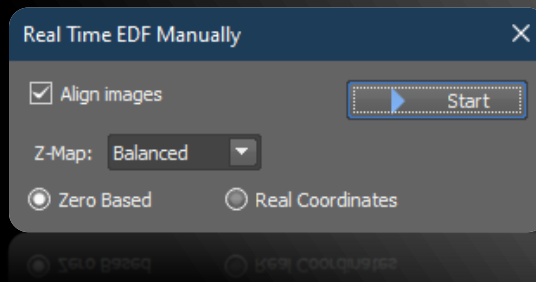 Real Time EDF Manually
Align images
Start
Z-Map: Balanced
Zero Based Real Coordinates